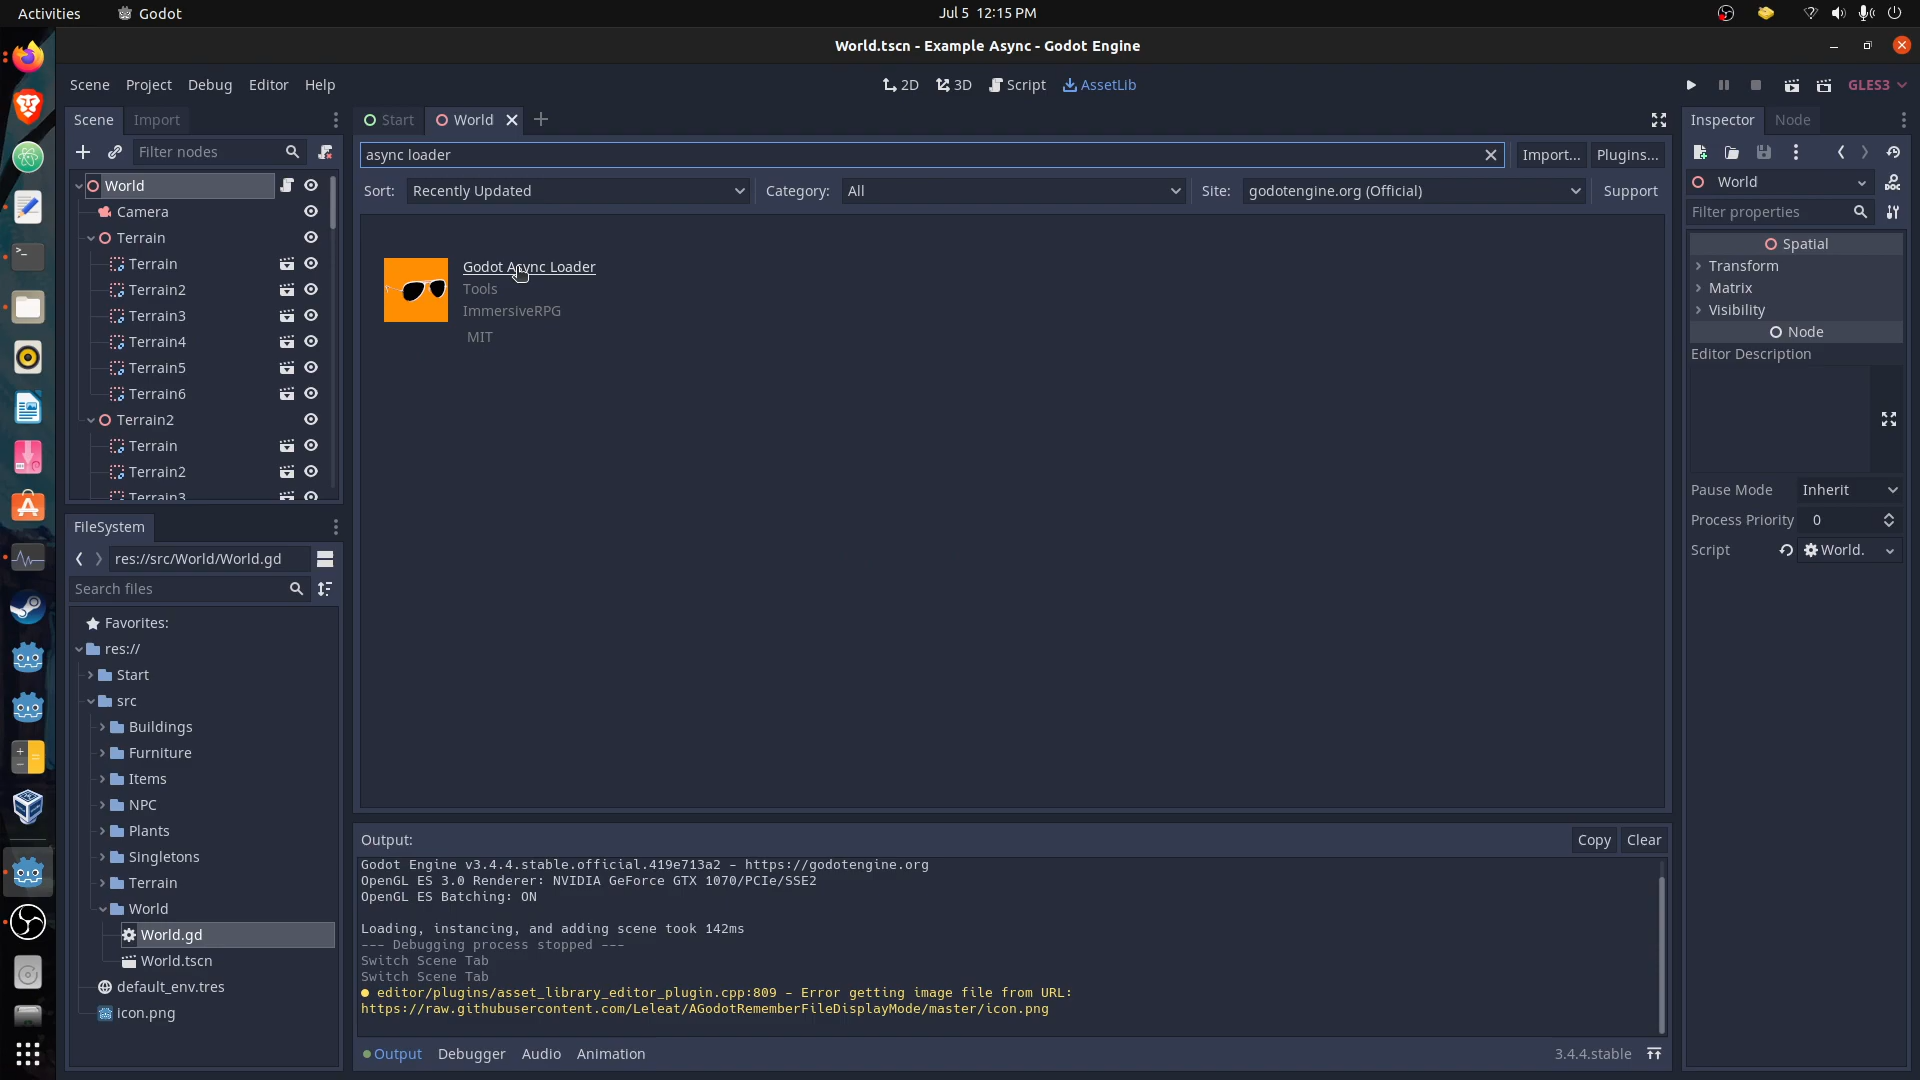 Activities
Godot
Jul 5 12:15 PM
World.tscn - Example Async - Godot Engine
Scene Project Debug Editor Help
2D 3D Script AssetLib
GLES3
Scene Import
Filter nodes
World
Camera
Terrain
Terrain
Terrain2
Terrain3
Terrain4
Terrain5
Terrain6
Terrain2
Terrain
Terrain2
Terrain3
FileSystem
res://src/World/World.gd
Search files
Favorites:
res://
Start
src
Buildings
Furniture
Items
NPC
Plants
Singletons
Terrain
World
World.gd
World.tscn
default_env.tres
icon.png
Start World
async loader
Import... Plugins...
Sort: Recently Updated Category: All Site: godotengine.org (Official) Support
Godot Async Loader
Tools
ImmersiveRPG
MIT
Output:
Copy Clear
Godot Engine v3.4.4.stable.official.419e713a2 - https://godotengine.org
OpenGL ES 3.0 Renderer: NVIDIA GeForce GTX 1070/PCIe/SSE2
OpenGL ES Batching: ON
Loading, instancing, and adding scene took 142ms
--- Debugging process stopped ---
Switch Scene Tab
Switch Scene Tab
editor/plugins/asset_library_editor_plugin.cpp:809 - Error getting image file from URL:
https://raw.githubusercontent.com/Leleat/AGodotRememberFileDisplayMode/master/icon.png
Output Debugger Audio Animation
3.4.4.stable
Inspector Node
World
Filter properties
Spatial
Transform
Matrix
Visibility
Node
Editor Description
Pause Mode Inherit
Process Priority 0
Script World.